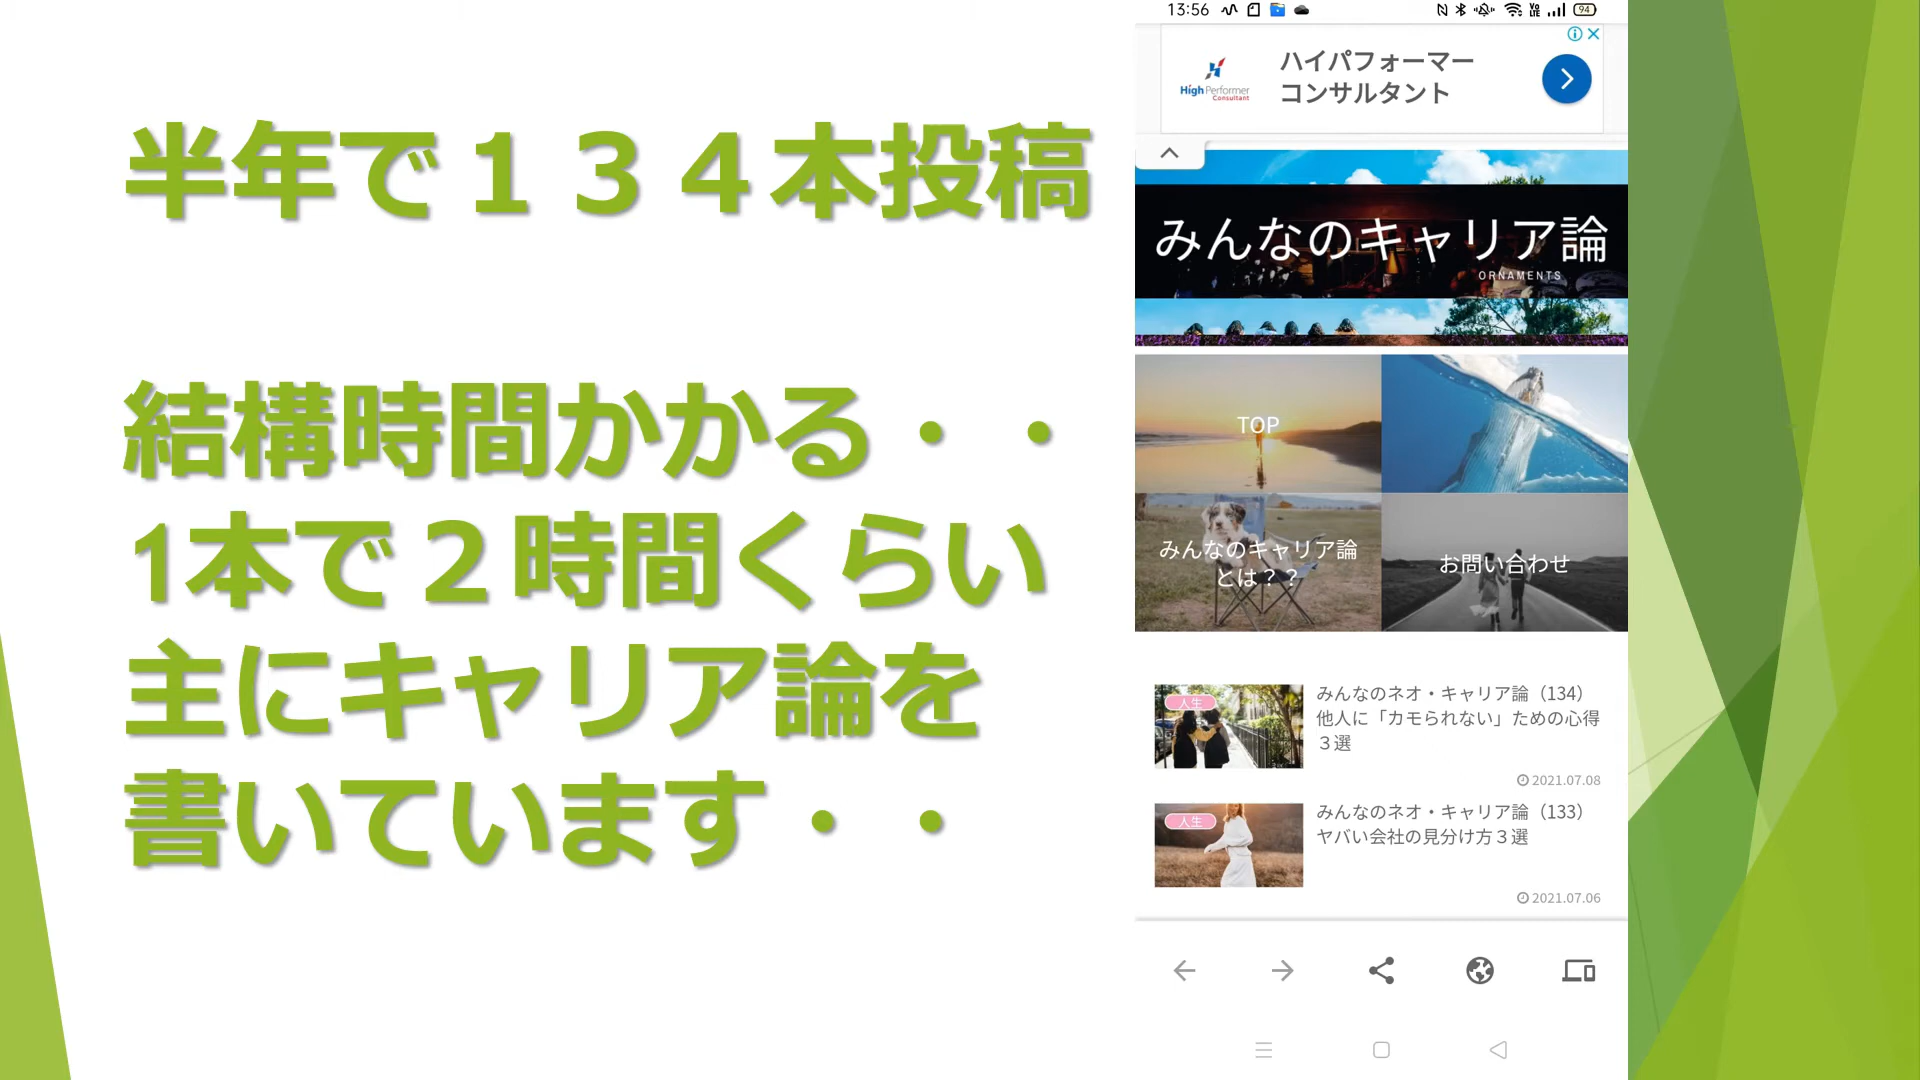 半年で１３４本投稿
結構時間かかる・・
1本で２時間くらい
主にキャリア論を
書いています・・
13:56
94
High Performer
Consultant
ハイパフォーマー
コンサルタント
みんなのキャリア論
ORNAMENTS
TOP
みんなのキャリア論
とは？？
お問い合わせ
人生
みんなのネオ・キャリア論（134）
他人に「カモられない」ための心得
３選
2021.07.08
人生
みんなのネオ・キャリア論（133）
ヤバい会社の見分け方３選
2021.07.06